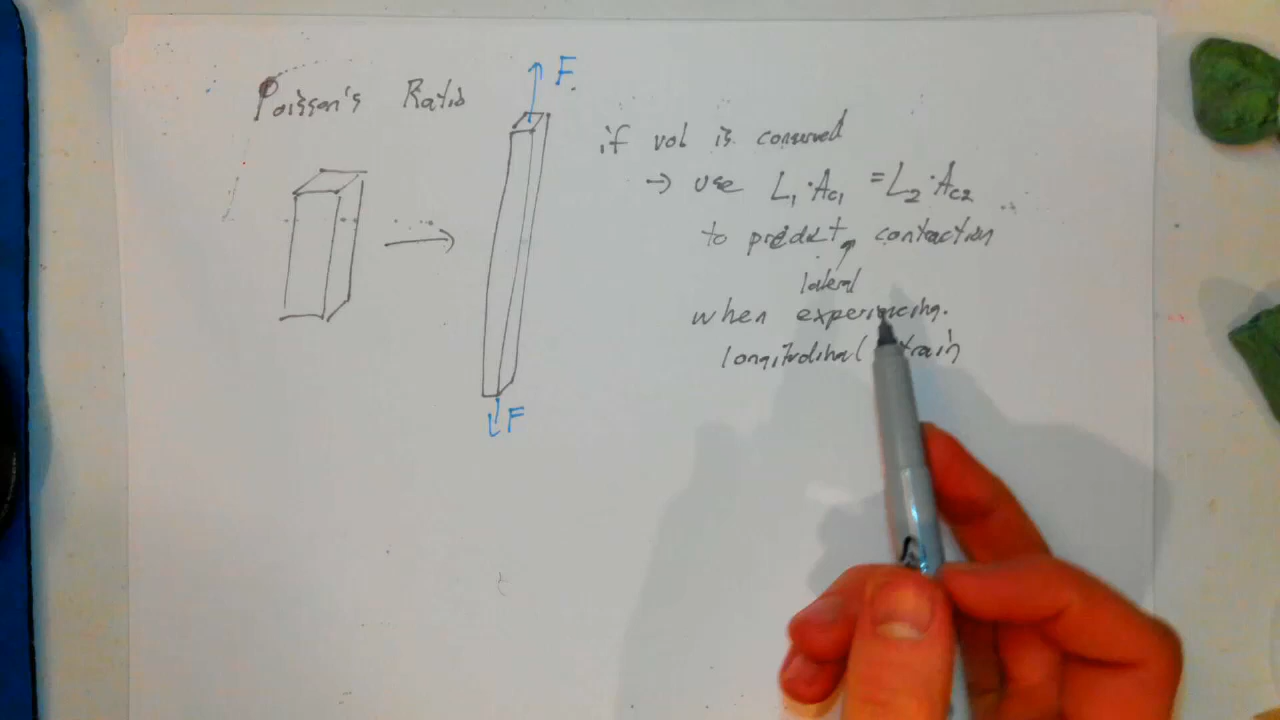 Poisson's Ratio
F
if vol is conserved
→ use L₁·Ac₁ = L₂·Ac₂
to predict contraction
lateral
when experiencing.
longitudinal strain
F